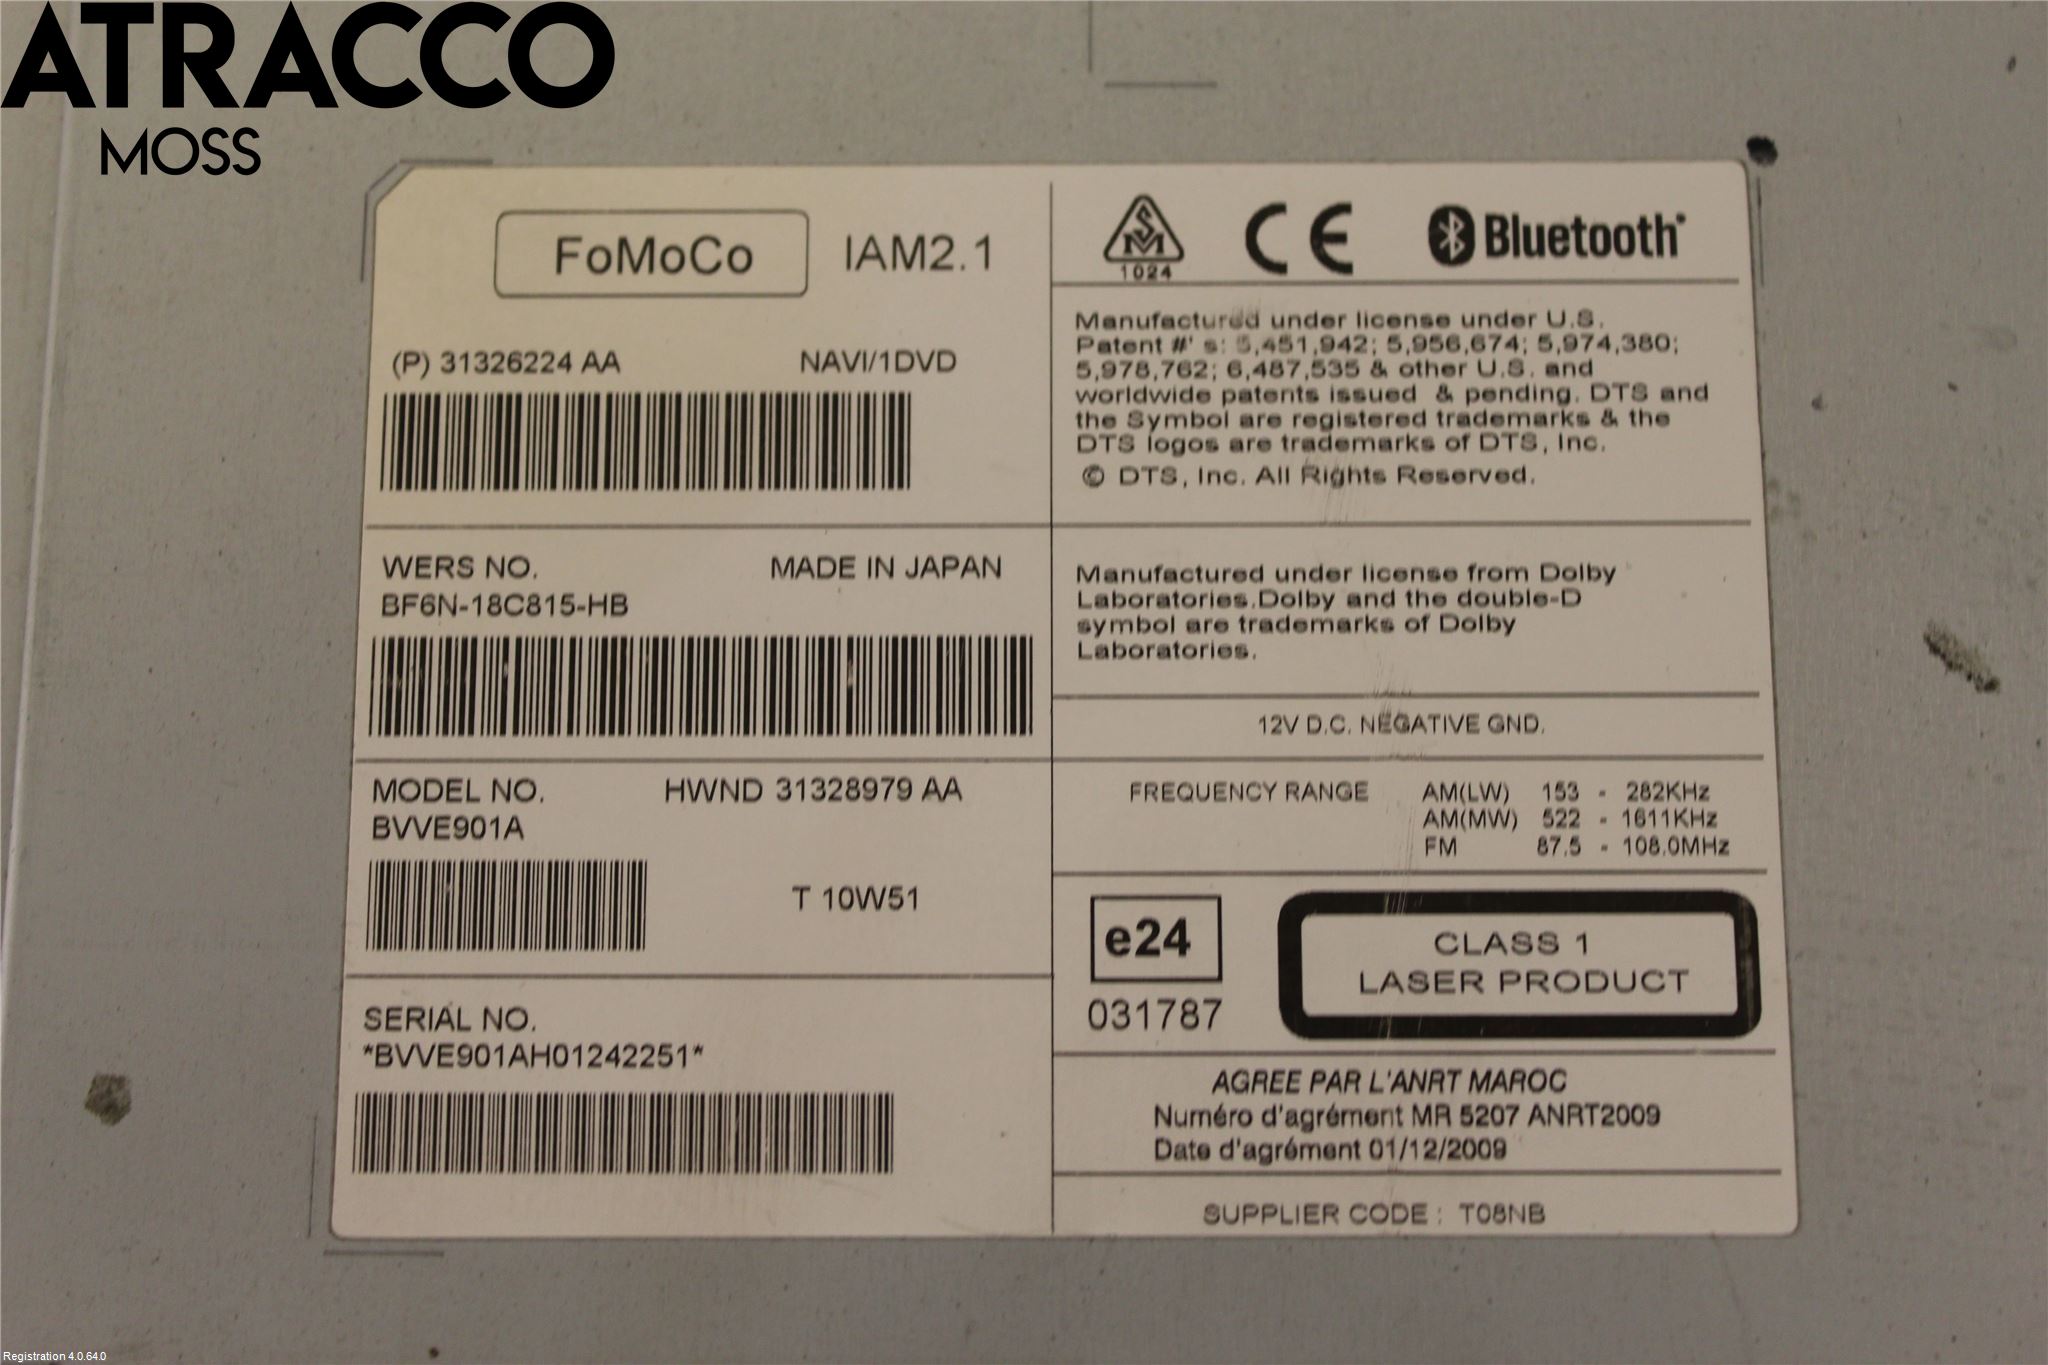 ATRACCO
MOSS
FoMoCo
IAM2.1
(P) 31326224 AA
NAVI/1DVD
WERS NO.
MADE IN JAPAN
BF6N-18C815-HB
MODEL NO.
HWND 31328979 AA
BVVE901A
T 10W51
SERIAL NO.
*BVVE901AH01242251*
SM
1024
CE
Bluetooth
Manufactured under license under U.S.
Patent #' s: 5,451,942; 5,956,674; 5,974,380;
5,978,762; 6,487,535 & other U.S. and
worldwide patents issued & pending. DTS and
the Symbol are registered trademarks & the
DTS logos are trademarks of DTS, Inc.
© DTS, Inc. All Rights Reserved.
Manufactured under license from Dolby
Laboratories.Dolby and the double-D
symbol are trademarks of Dolby
Laboratories.
12V D.C. NEGATIVE GND.
FREQUENCY RANGE AM(LW) 153 - 282KHz
AM(MW) 522 - 1611KHz
FM 87.5 - 108.0MHz
e24
031787
CLASS 1
LASER PRODUCT
AGREE PAR L'ANRT MAROC
Numéro d'agrément MR 5207 ANRT2009
Date d'agrément 01/12/2009
SUPPLIER CODE : T08NB
Registration 4.0.64.0